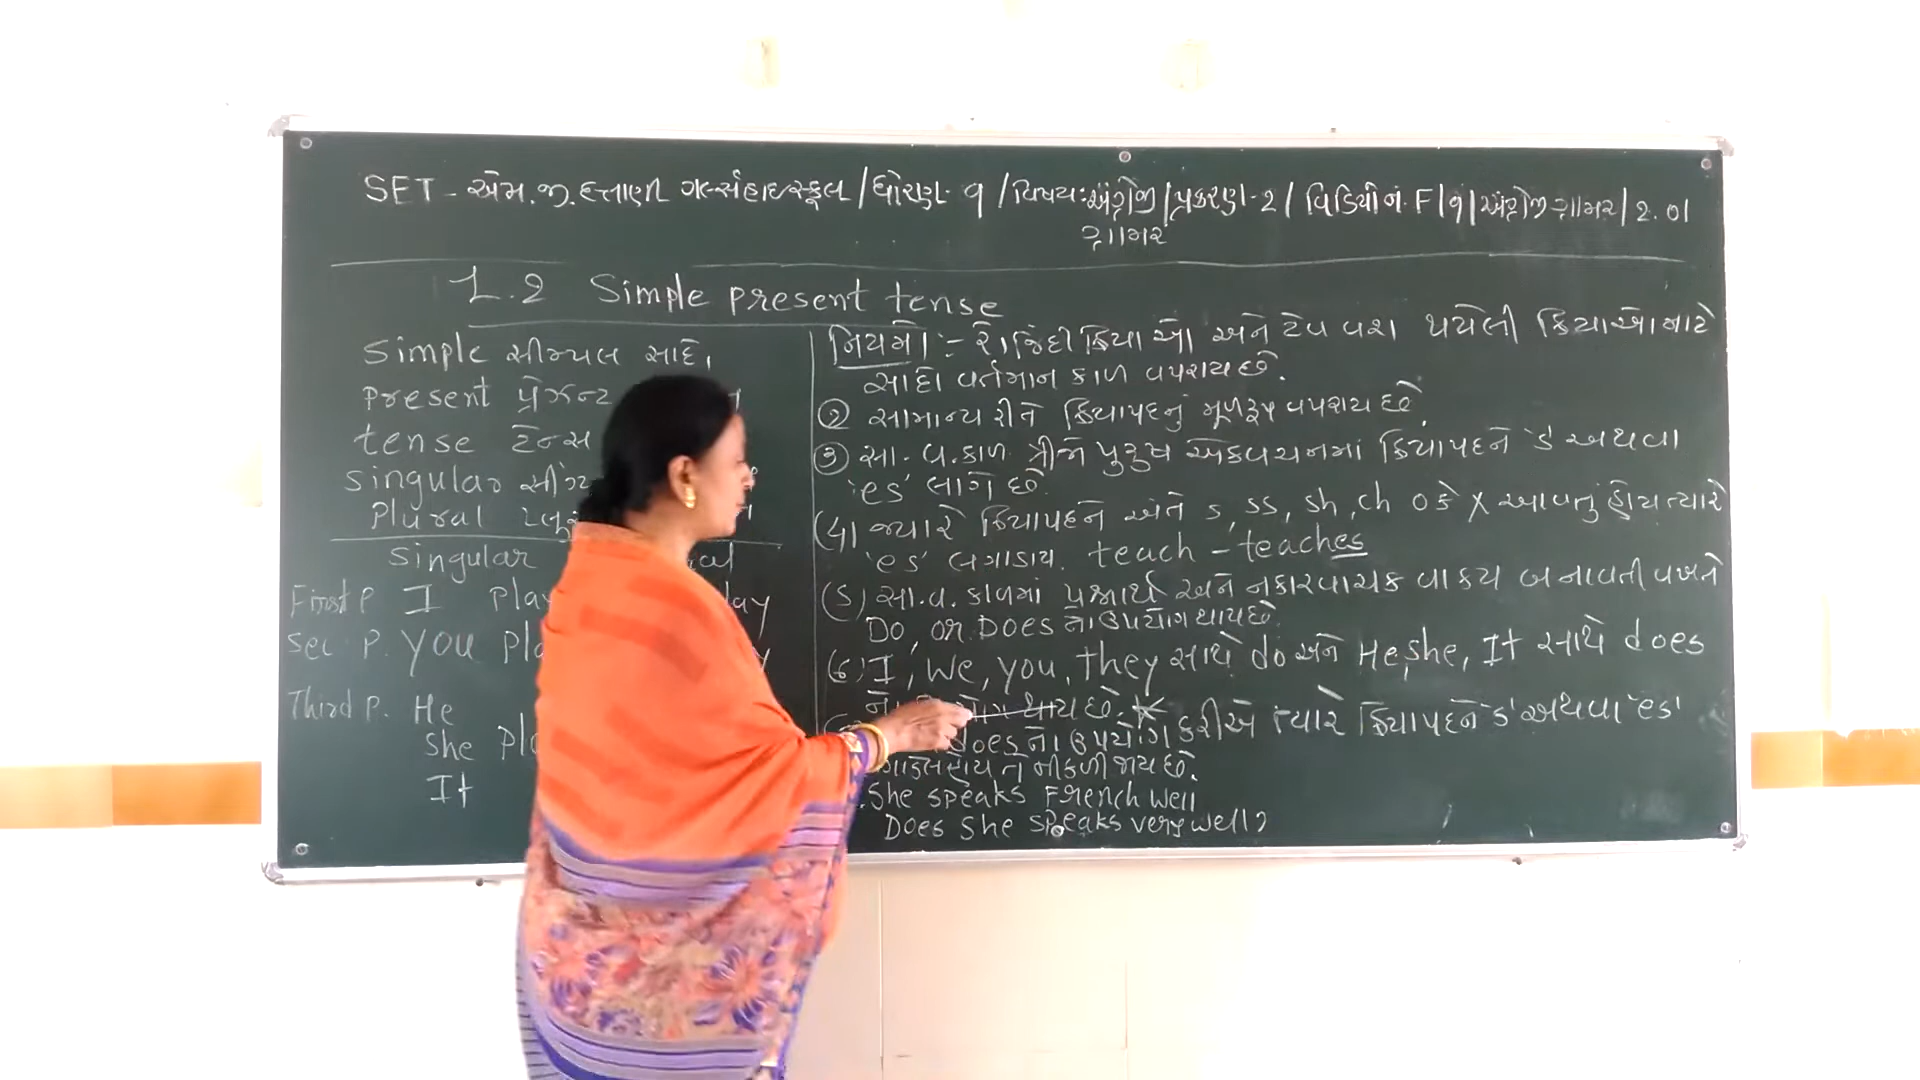 SET - એમ.જી. હત્તાણી ગર્લ્સ હાઇસ્કૂલ / ધોરણ- ૧ / વિષય: અંગ્રેજી / પ્રકરણ-2 / વિડિયો નં. F / ૧ / અંગ્રેજી ગ્રામર / 2.01
ગ્રામર
1.2 Simple present tense
Simple સીમ્પલ સાદો
Present પ્રેઝન્ટ
tense ટેન્સ
singular
Plural
singular
First P I Play
Sec P. You
Third P. He
She
It
નિયમો :- રોજિંદી ક્રિયાઓ અને ટેવ વશ થયેલી ક્રિયાઓ માટે
સાદો વર્તમાન કાળ વપરાય છે.
② સામાન્ય રીતે ક્રિયાપદનું મૂળરૂપ વપરાય છે
③ સા. વ. કાળ ત્રીજો પુરુષ એકવચનમાં ક્રિયાપદને 's' અથવા
'es' લાગે છે.
(4) જ્યારે ક્રિયાપદને અંતે s, ss, sh, ch o કે x આવતું હોય ત્યારે
'es' લગાડાય. teach - teaches
(5) સા. વ. કાળમાં પ્રશ્નાર્થ અને નકારવાચક વાકય બનાવતી વખતે
Do, or Does નો ઉપયોગ થાય છે.
(6) I, We, you, they સાથે do અને He, she, It સાથે does
નો થાય છે.
does નો ઉપયોગ કરીએ ત્યારે ક્રિયાપદને 's' અથવા 'es'
હોય તે નીકળી જાય છે.
She speaks French well
Does She speaks very well?